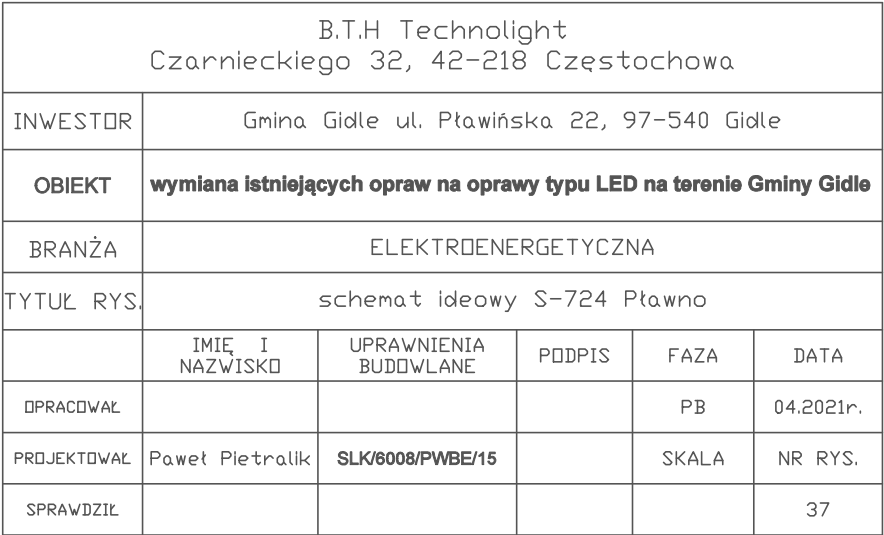 B.T.H Technolight
Czarnieckiego 32, 42-218 Częstochowa
INWESTOR Gmina Gidle ul. Pławińska 22, 97-540 Gidle
OBIEKT wymiana istniejących opraw na oprawy typu LED na terenie Gminy Gidle
BRANŻA ELEKTROENERGETYCZNA
TYTUŁ RYS. schemat ideowy S-724 Pławno
IMIĘ I NAZWISKO UPRAWNIENIA BUDOWLANE PODPIS FAZA DATA
OPRACOWAŁ PB 04.2021r.
PROJEKTOWAŁ Paweł Pietralik SLK/6008/PWBE/15 SKALA NR RYS.
SPRAWDZIŁ 37